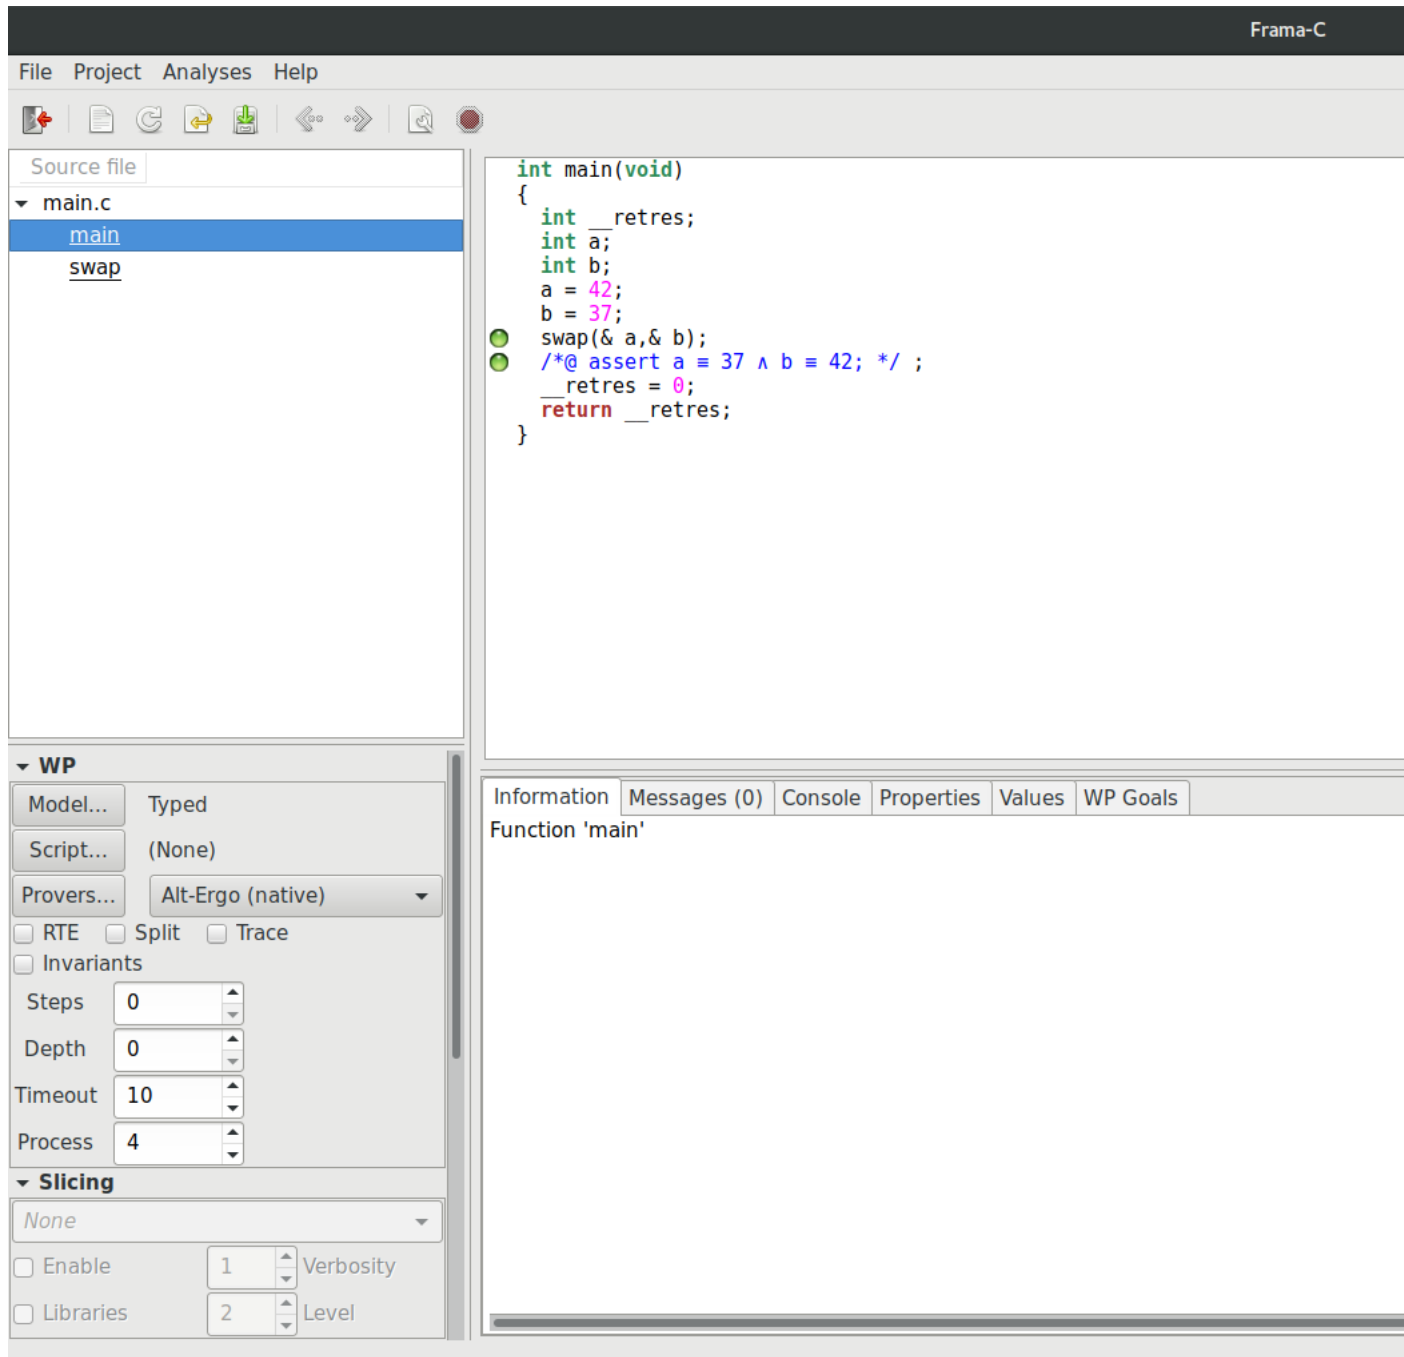 Frama-C
File Project Analyses Help
Source file
main.c
main
swap
int main(void)
{
  int __retres;
  int a;
  int b;
  a = 42;
  b = 37;
  swap(& a,& b);
  /*@ assert a ≡ 37 ∧ b ≡ 42; */ ;
  __retres = 0;
  return __retres;
}
WP
Model... Typed
Script... (None)
Provers... Alt-Ergo (native)
RTE Split Trace
Invariants
Steps 0
Depth 0
Timeout 10
Process 4
Slicing
None
Enable 1 Verbosity
Libraries 2 Level
Information Messages (0) Console Properties Values WP Goals
Function 'main'